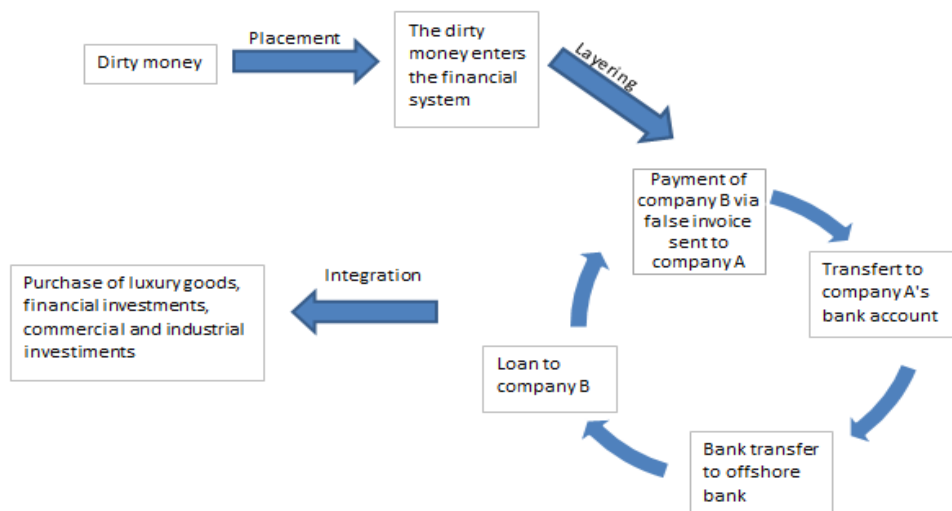 Dirty money
Placement
The dirty
money enters
the financial
system
Layering
Payment of
company B via
false invoice
sent to
company A
Transfert to
company A's
bank account
Bank transfer
to offshore
bank
Loan to
company B
Integration
Purchase of luxury goods,
financial investments,
commercial and industrial
investiments